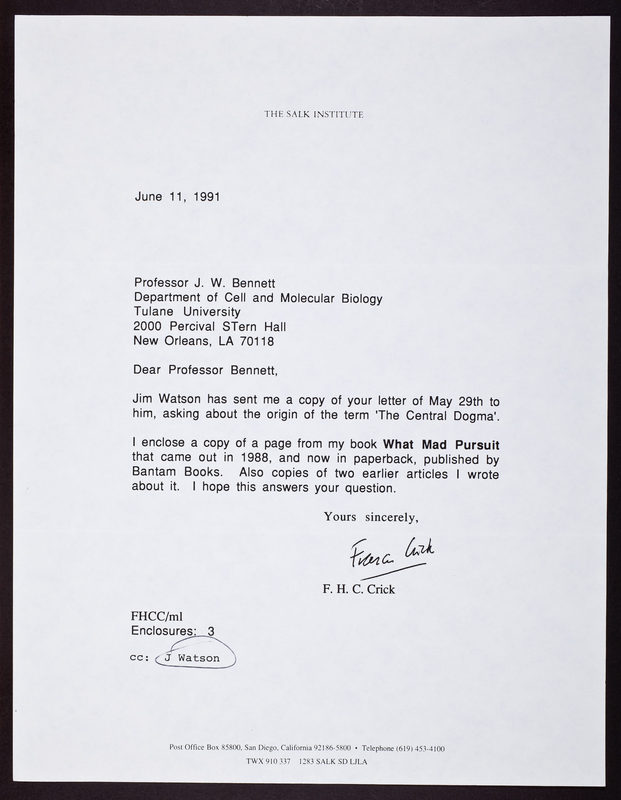 THE SALK INSTITUTE
June 11, 1991
Professor J. W. Bennett
Department of Cell and Molecular Biology
Tulane University
2000 Percival STern Hall
New Orleans, LA 70118
Dear Professor Bennett,
Jim Watson has sent me a copy of your letter of May 29th to
him, asking about the origin of the term 'The Central Dogma'.
I enclose a copy of a page from my book What Mad Pursuit
that came out in 1988, and now in paperback, published by
Bantam Books. Also copies of two earlier articles I wrote
about it. I hope this answers your question.
Yours sincerely,
Francis Crick
F. H. C. Crick
FHCC/ml
Enclosures: 3
cc: J Watson
Post Office Box 85800, San Diego, California 92186-5800 • Telephone (619) 453-4100
TWX 910 337 1283 SALK SD LJLA